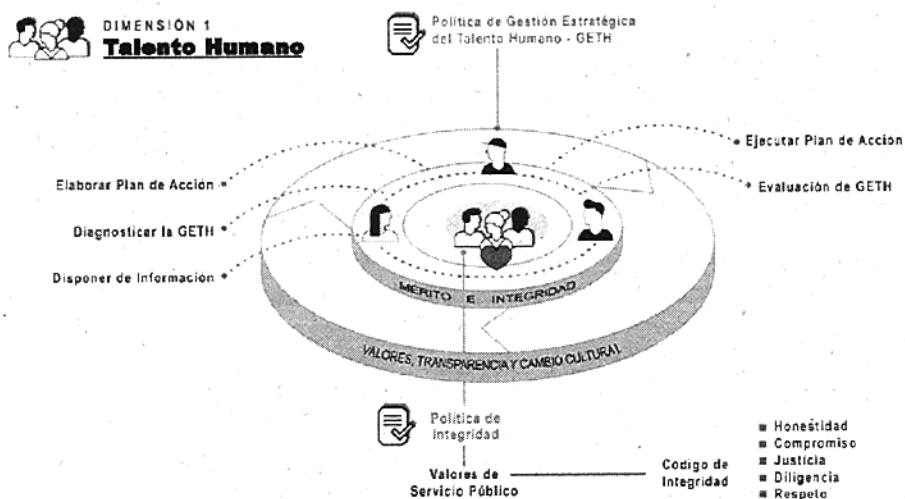 DIMENSIÓN 1
Talento Humano
Política de Gestión Estratégica
del Talento Humano - GETH
Ejecutar Plan de Acción
Elaborar Plan de Acción
Evaluación de GETH
Diagnosticar la GETH
Disponer de Información
MÉRITO E INTEGRIDAD
VALORES, TRANSPARENCIA Y CAMBIO CULTURAL
Política de
Integridad
Valores de
Servicio Público
Codigo de
Integridad
Honestidad
Compromiso
Justicia
Diligencia
Respeto